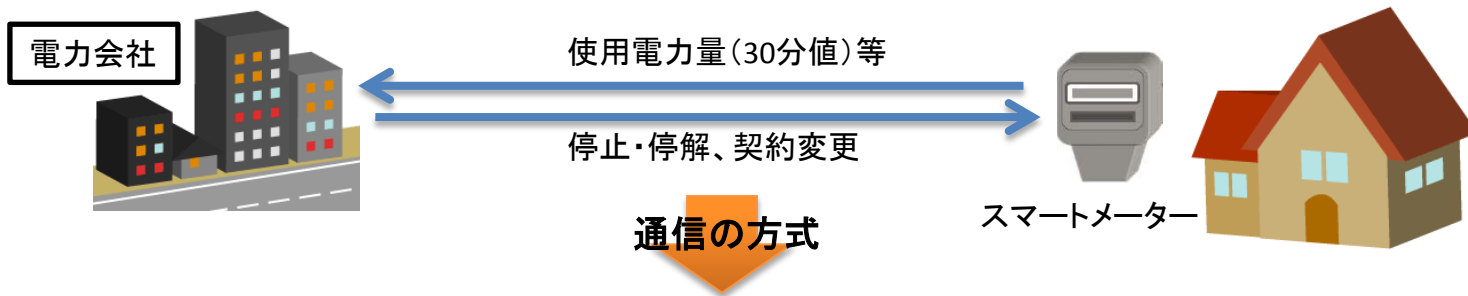 電力会社
使用電力量（30分値）等
停止・停解、契約変更
スマートメーター
通信の方式